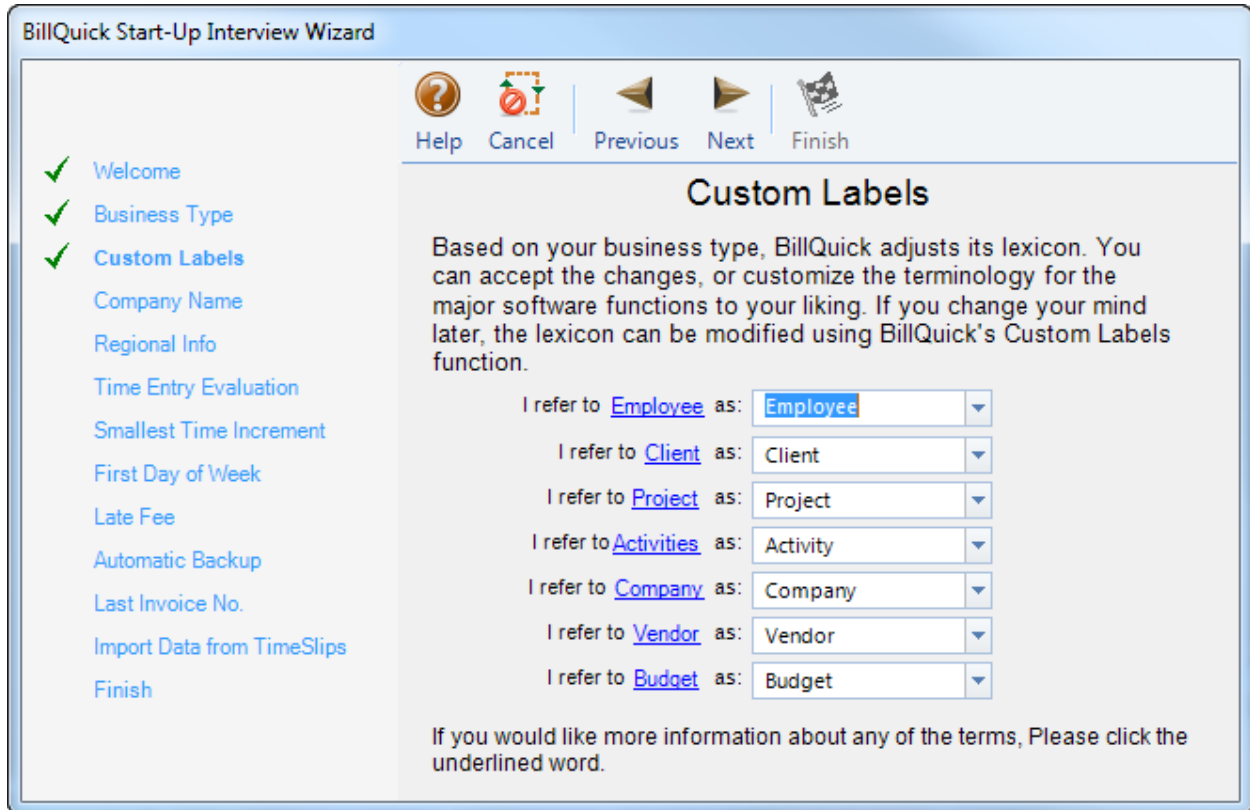 BillQuick Start-Up Interview Wizard
Help Cancel Previous Next Finish
Welcome
Business Type
Custom Labels
Company Name
Regional Info
Time Entry Evaluation
Smallest Time Increment
First Day of Week
Late Fee
Automatic Backup
Last Invoice No.
Import Data from TimeSlips
Finish
Custom Labels
Based on your business type, BillQuick adjusts its lexicon. You
can accept the changes, or customize the terminology for the
major software functions to your liking. If you change your mind
later, the lexicon can be modified using BillQuick's Custom Labels
function.
I refer to Employee as: Employee
I refer to Client as: Client
I refer to Project as: Project
I refer to Activities as: Activity
I refer to Company as: Company
I refer to Vendor as: Vendor
I refer to Budget as: Budget
If you would like more information about any of the terms, Please click the
underlined word.